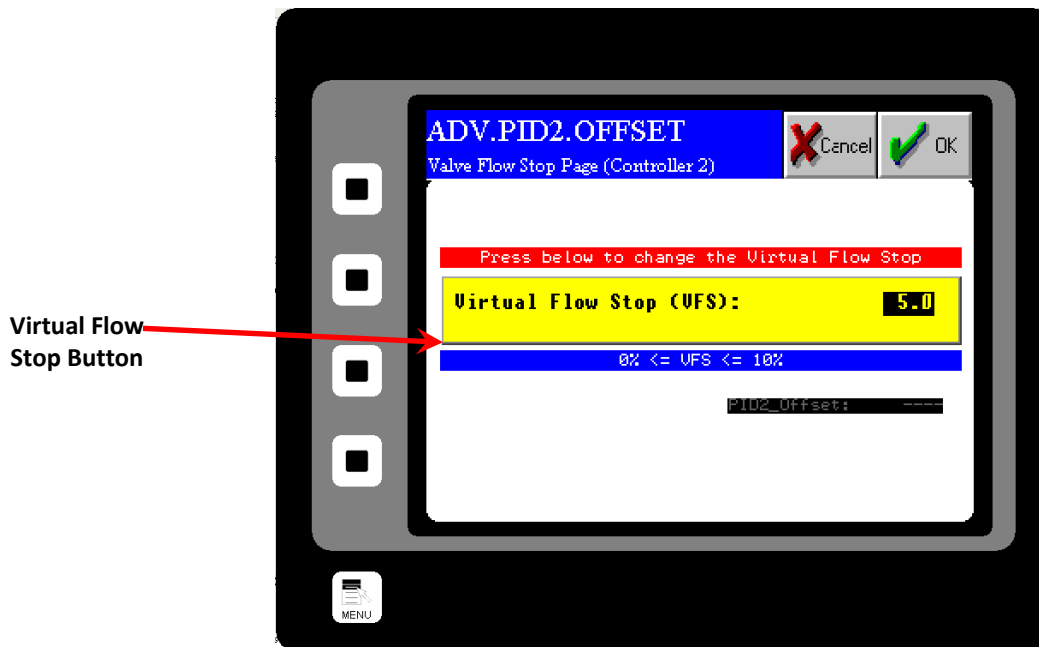 ADV.PID2.OFFSET
Valve Flow Stop Page (Controller 2)
Cancel
OK
Press below to change the Virtual Flow Stop
Virtual Flow Stop (VFS): 5.0
0% <= VFS <= 10%
PID2_Offset: ----
Virtual Flow
Stop Button
MENU